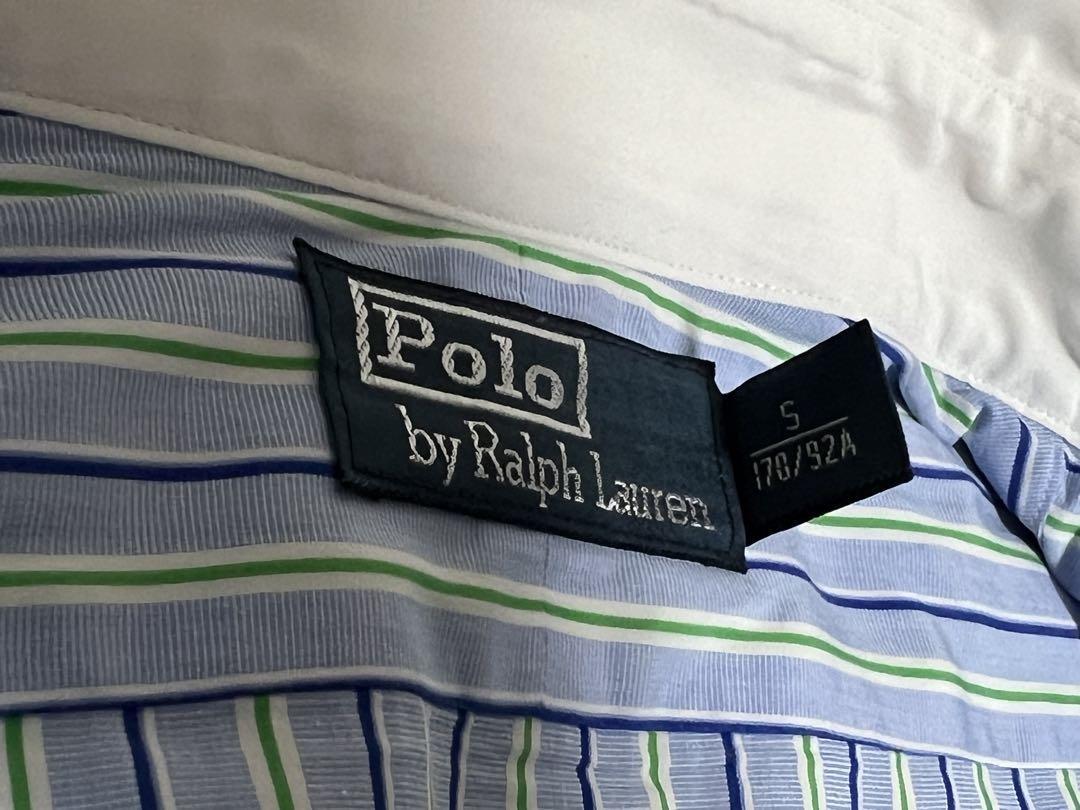 Polo
by Ralph Lauren
S
170/92A